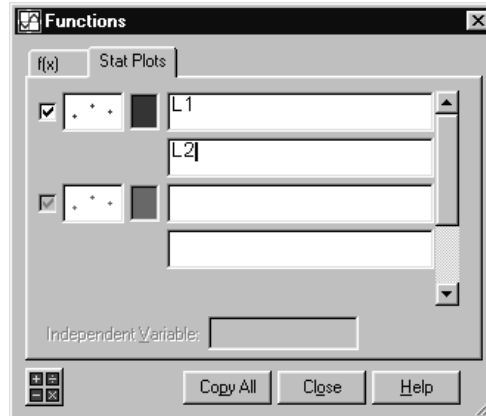 Functions
f(x) Stat Plots
L1
L2
Independent Variable:
Copy All Close Help